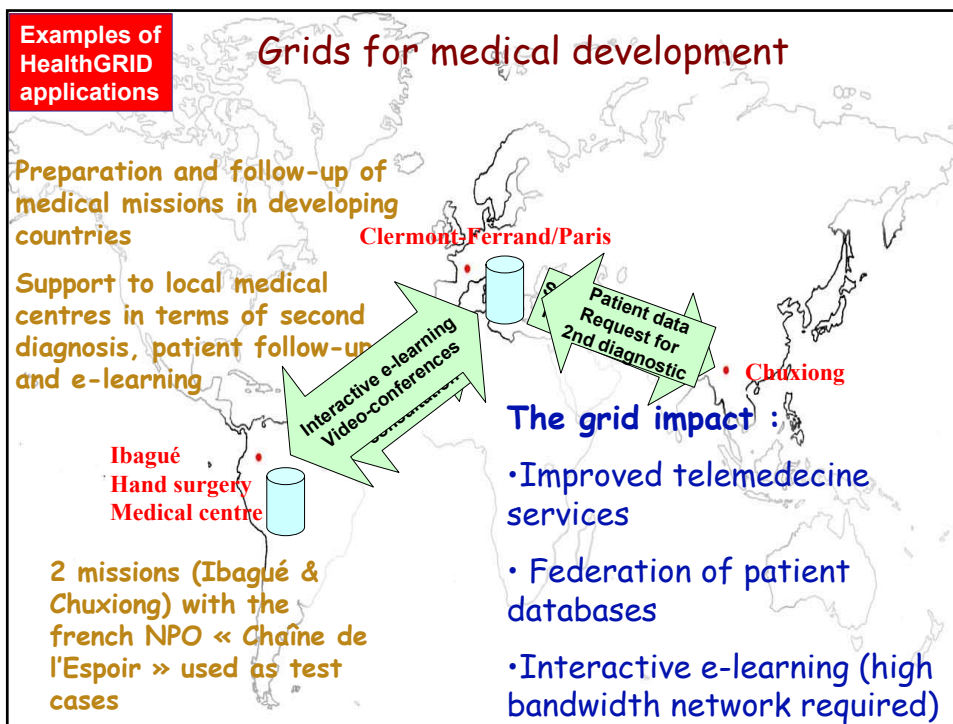 Examples of
HealthGRID
applications
Grids for medical development
Preparation and follow-up of
medical missions in developing
countries
Clermont-Ferrand/Paris
Support to local medical
centres in terms of second
diagnosis, patient follow-up
and e-learning
Interactive e-learning
Video-conferences
Patient data
Request for
2nd diagnostic
Chuxiong
Ibagué
Hand surgery
Medical centre
The grid impact :
•Improved telemedecine
services
• Federation of patient
databases
•Interactive e-learning (high
bandwidth network required)
2 missions (Ibagué &
Chuxiong) with the
french NPO « Chaîne de
l'Espoir » used as test
cases